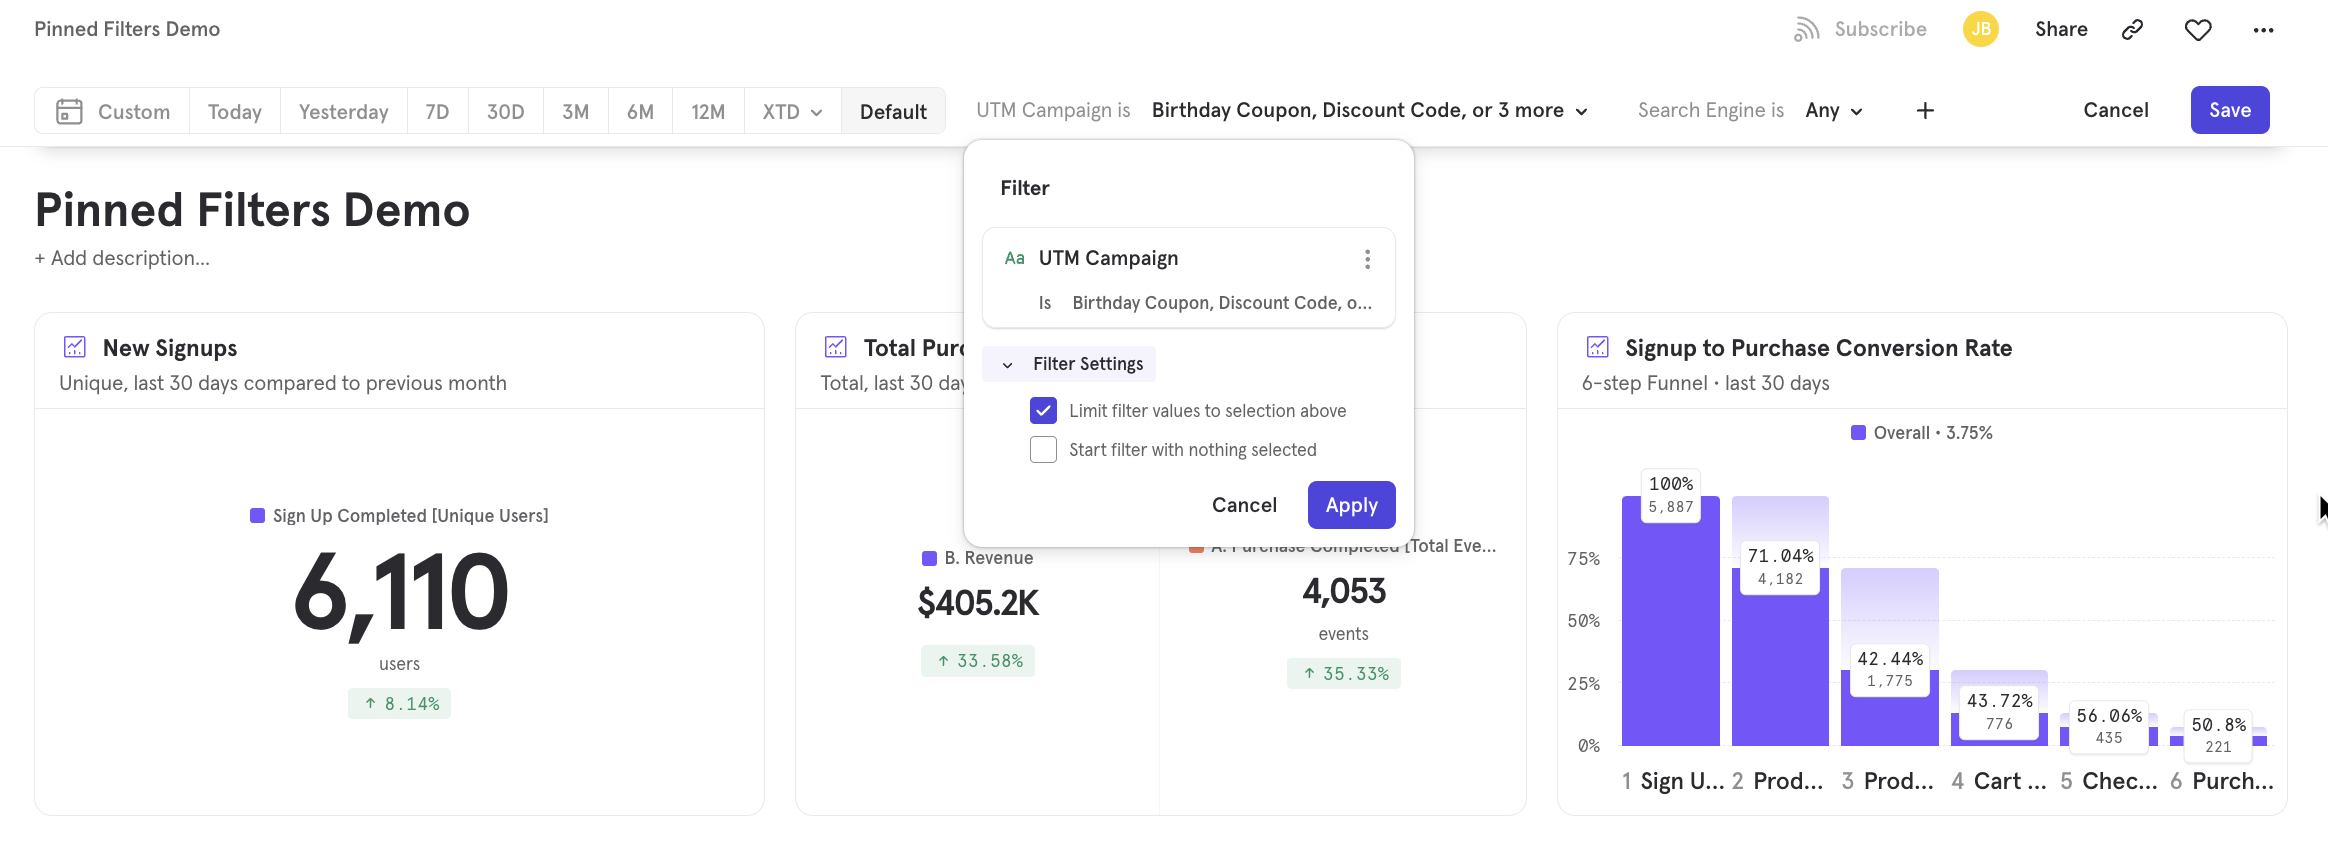 Pinned Filters Demo
Subscribe
JB
Share
Custom
Today
Yesterday
7D
30D
3M
6M
12M
XTD
Default
UTM Campaign is Birthday Coupon, Discount Code, or 3 more
Search Engine is Any
Cancel
Save
Pinned Filters Demo
+ Add description...
Filter
Aa UTM Campaign
Is Birthday Coupon, Discount Code, o...
Filter Settings
Limit filter values to selection above
Start filter with nothing selected
Cancel
Apply
New Signups
Unique, last 30 days compared to previous month
Sign Up Completed [Unique Users]
6,110
users
↑ 8.14%
Total Purc
Total, last 30 day
B. Revenue
$405.2K
↑ 33.58%
A. Purchase Completed [Total Eve...
4,053
events
↑ 35.33%
Signup to Purchase Conversion Rate
6-step Funnel • last 30 days
Overall • 3.75%
75%
50%
25%
0%
100%
5,887
71.04%
4,182
42.44%
1,775
43.72%
776
56.06%
435
50.8%
221
1 Sign U...
2 Prod...
3 Prod...
4 Cart ...
5 Chec...
6 Purch...